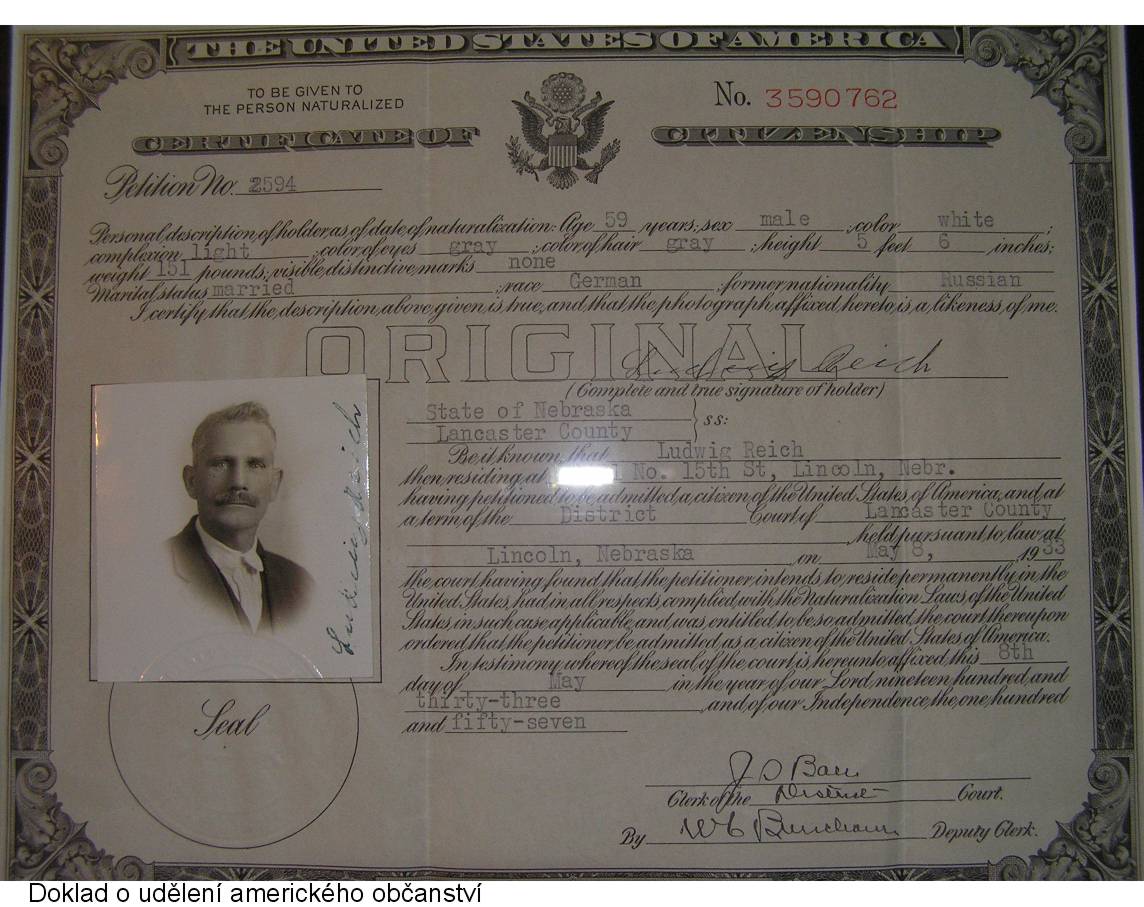 THE UNITED STATES OF AMERICA
TO BE GIVEN TO
THE PERSON NATURALIZED
No. 3590762
CERTIFICATE OF CITIZENSHIP
Petition No. 2594
Personal description of holder as of date of naturalization: Age 59 years; sex male ; color white ;
complexion light ; color of eyes gray ; color of hair gray ; height 5 feet 6 inches;
weight 151 pounds; visible distinctive marks none
Marital status married ; race German ; former nationality Russian
I certify that the description above given is true, and that the photograph affixed hereto is a likeness of me.
ORIGINAL
Ludwig Reich
(Complete and true signature of holder)
State of Nebraska
Lancaster County } ss:
Be it known, that Ludwig Reich
then residing at No. 15th St, Lincoln, Nebr.
having petitioned to be admitted a citizen of the United States of America, and at
a term of the District Court of Lancaster County
held pursuant to law at
Lincoln, Nebraska on May 8, 1933
the court having found that the petitioner intends to reside permanently in the
United States, had in all respects complied with the Naturalization Laws of the United
States in such case applicable, and was entitled to be so admitted, the court thereupon
ordered that the petitioner be admitted as a citizen of the United States of America.
In testimony whereof the seal of the court is hereunto affixed this 8th
day of May in the year of our Lord nineteen hundred and
thirty-three , and of our Independence the one hundred
and fifty-seven
Ludwig Reich
Seal
Clerk of the District Court.
By Deputy Clerk.
Doklad o udělení amerického občanství